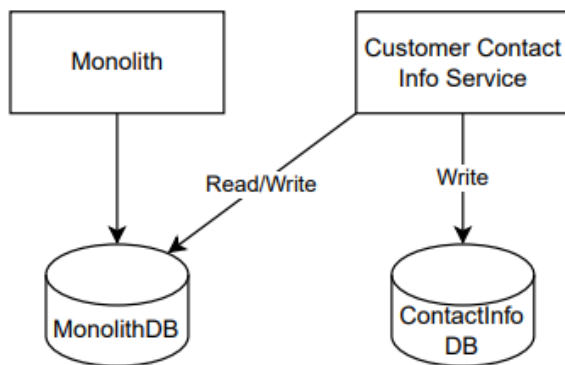 Monolith
Customer Contact
Info Service
Read/Write
Write
MonolithDB
ContactInfo
DB